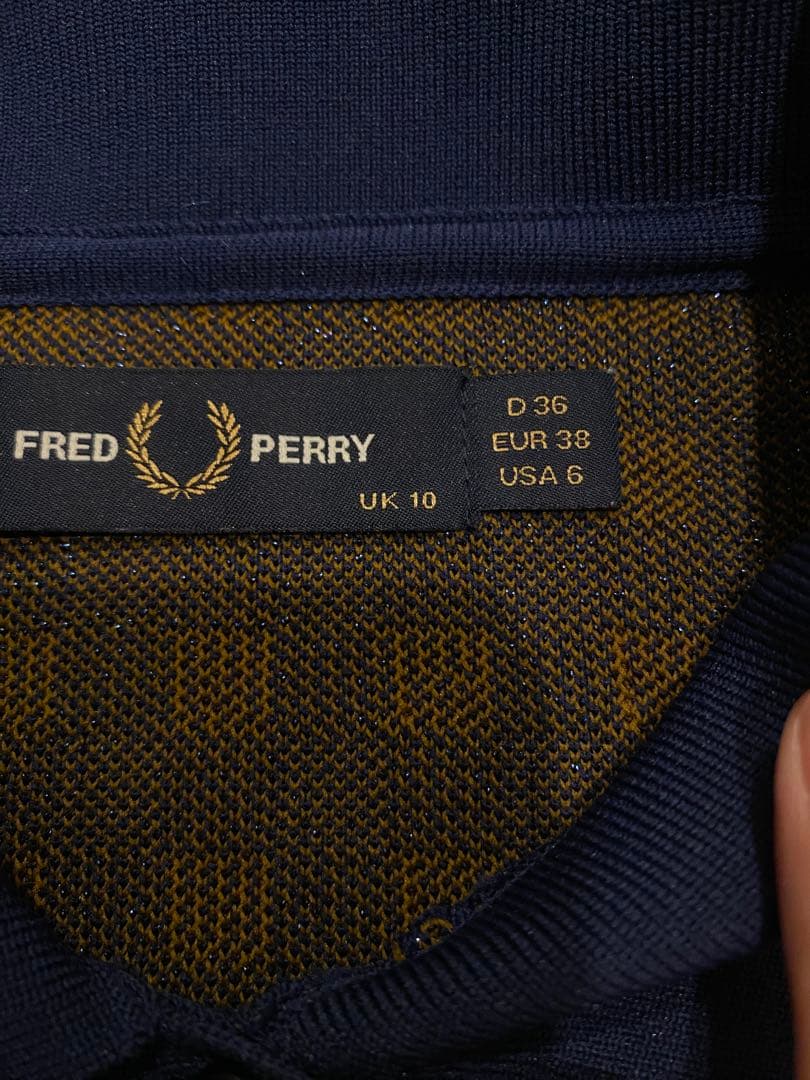 FRED PERRY
UK 10
D 36
EUR 38
USA 6